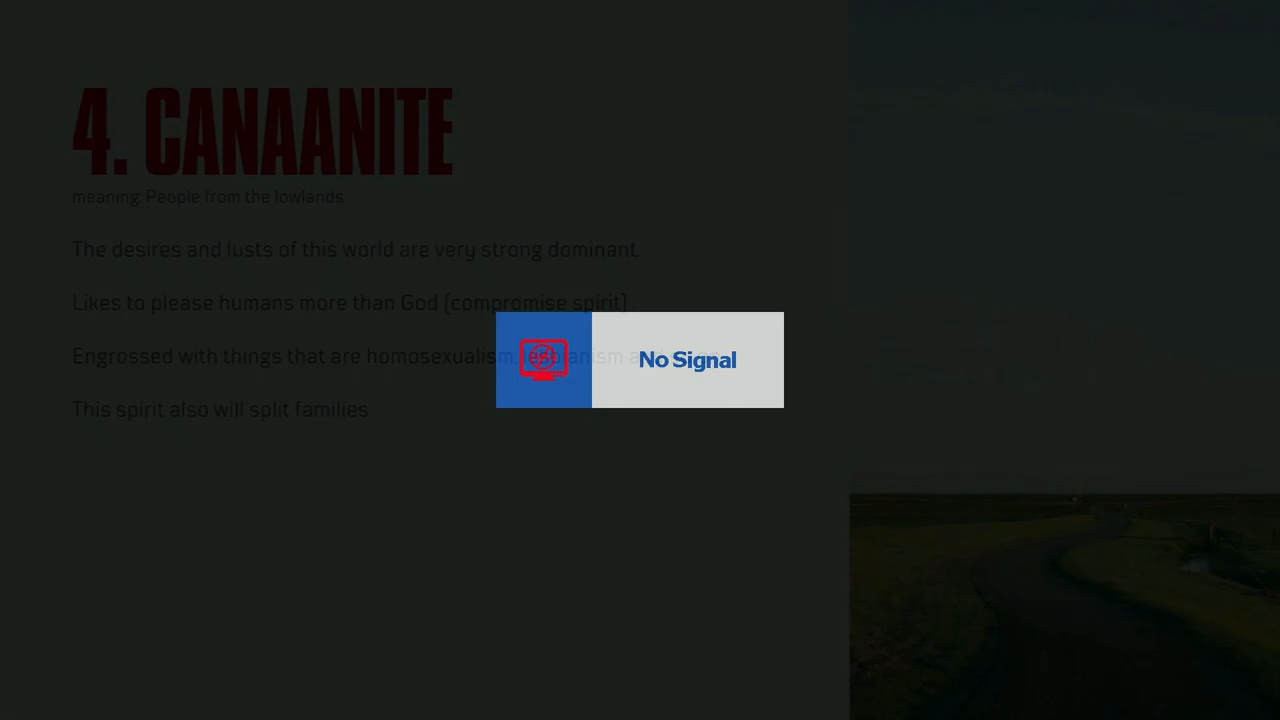 4. CANAANITE
meaning: People from the lowlands
The desires and lusts of this world are very strong dominant.
Likes to please humans more than God (compromise spirit)
Engrossed with things that are homosexualism, lesbianism
No Signal
This spirit also will split families